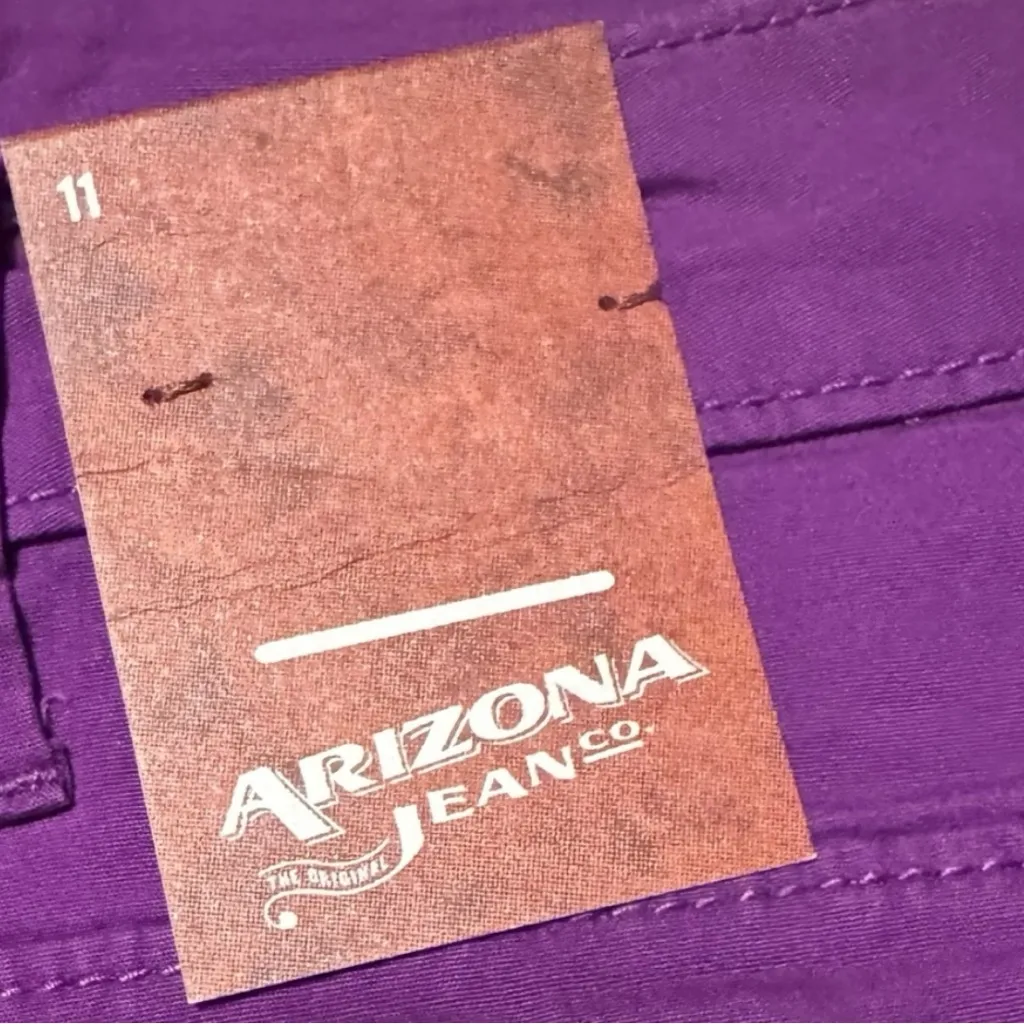 11
ARIZONA
JEAN CO.
THE ORIGINAL